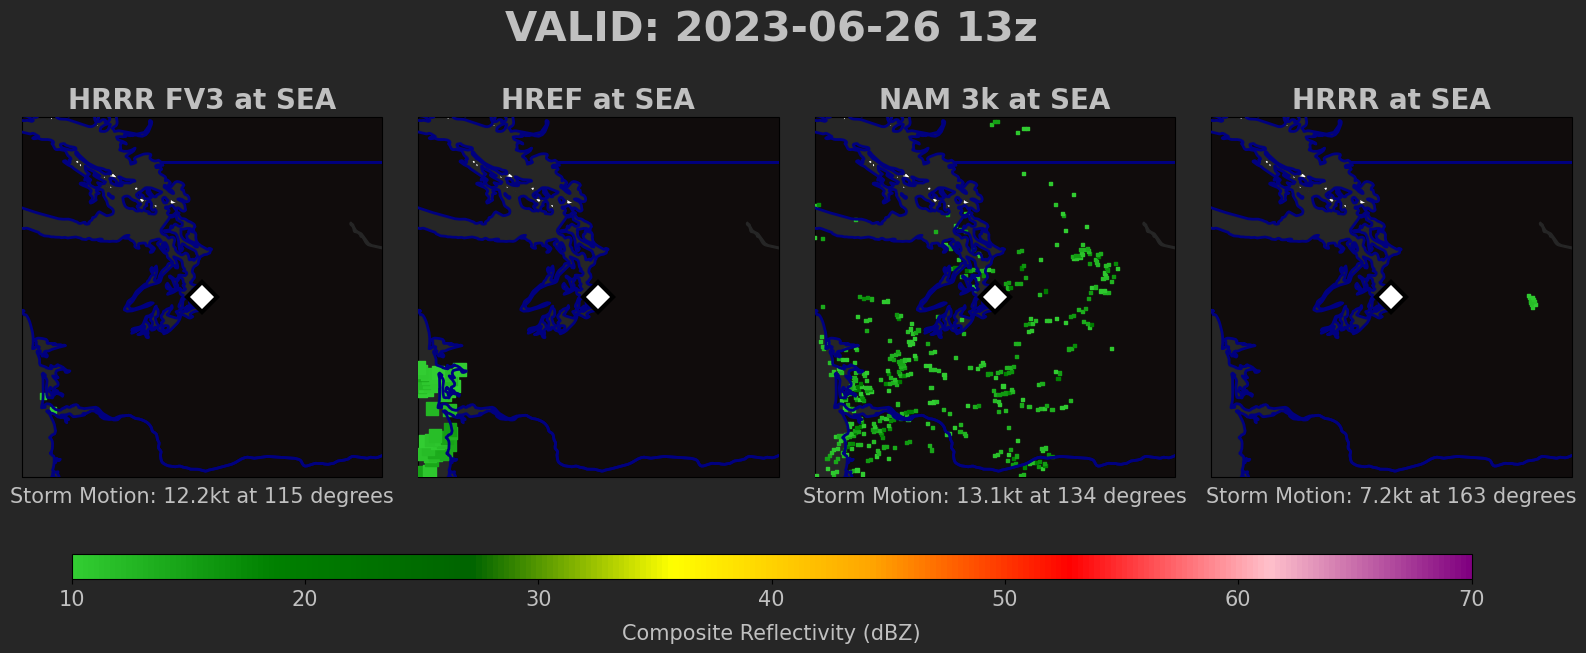 VALID: 2023-06-26 13z
HRRR FV3 at SEA
HREF at SEA
NAM 3k at SEA
HRRR at SEA
Storm Motion: 12.2kt at 115 degrees
Storm Motion: 13.1kt at 134 degrees
Storm Motion: 7.2kt at 163 degrees
10 20 30 40 50 60 70
Composite Reflectivity (dBZ)